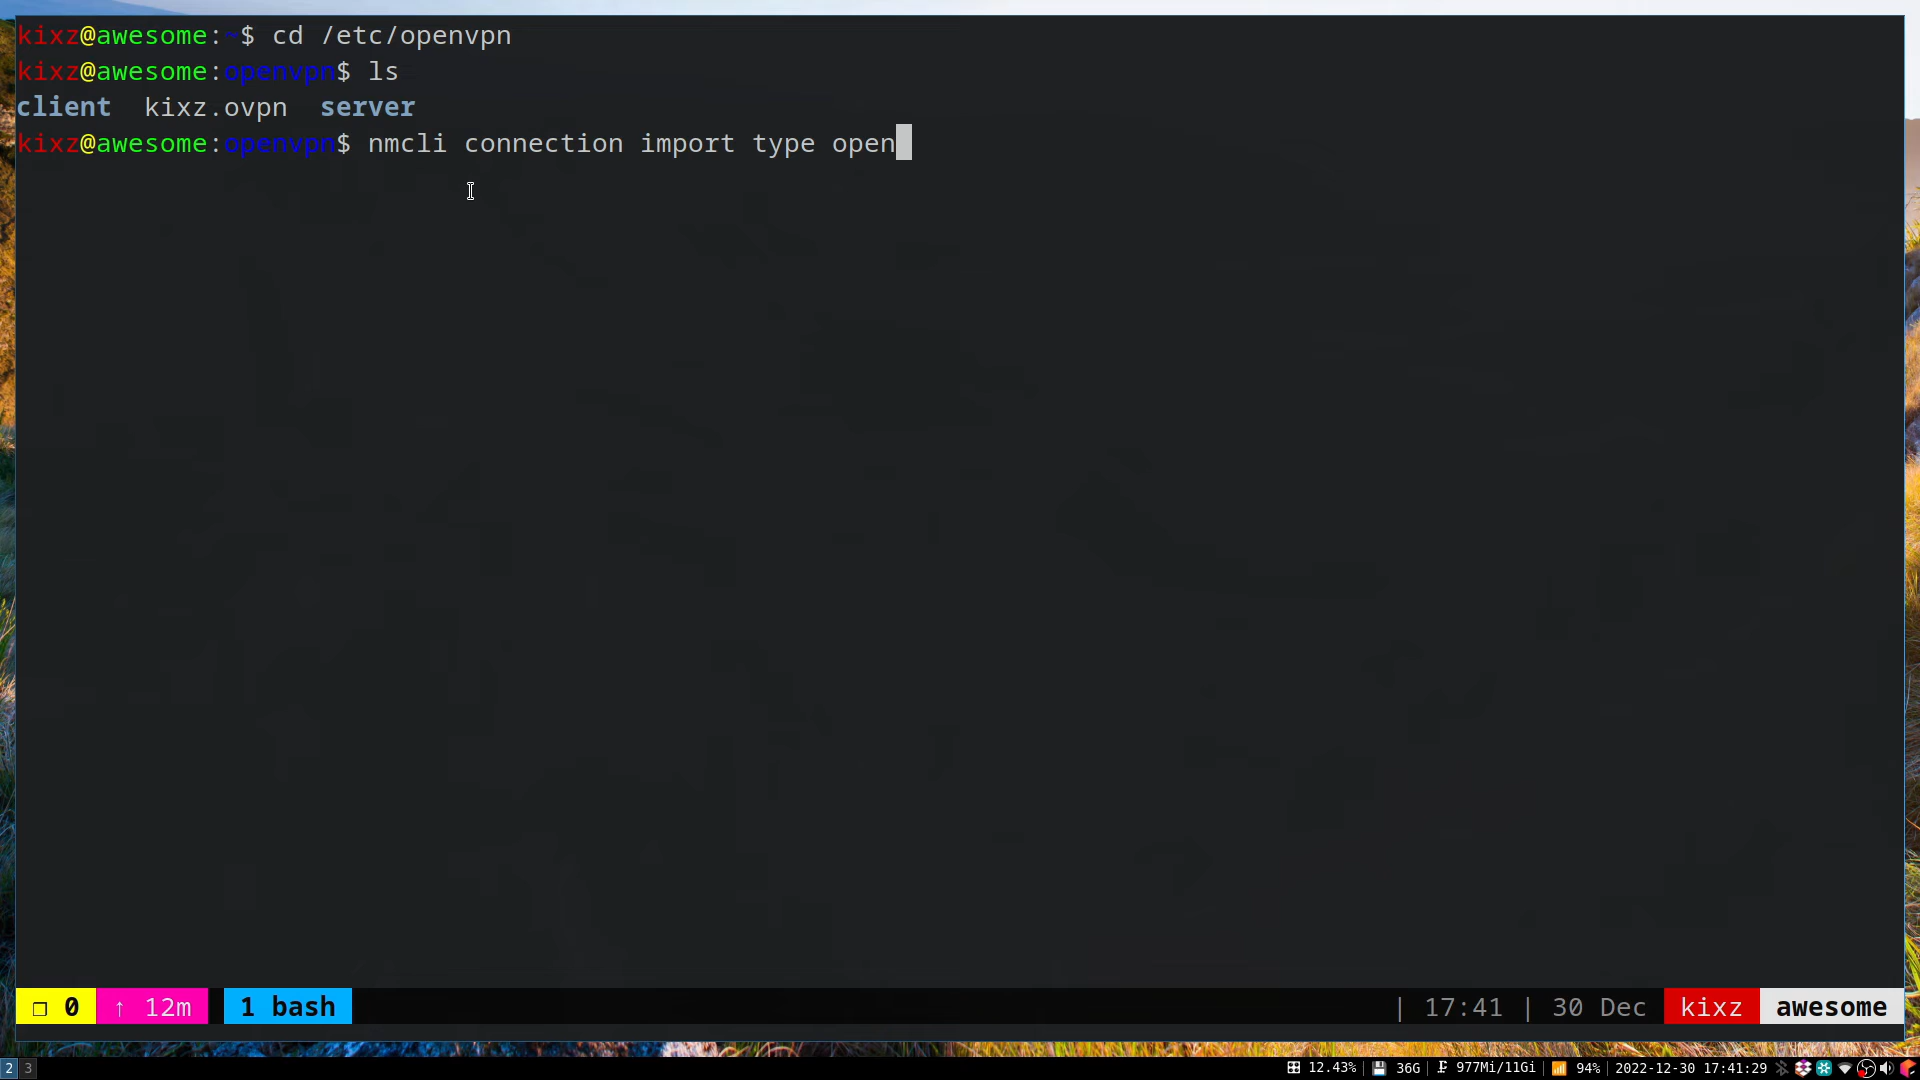 kixz@awesome:~$ cd /etc/openvpn
kixz@awesome:openvpn$ ls
client  kixz.ovpn  server
kixz@awesome:openvpn$ nmcli connection import type open
❐ 0 ↑ 12m 1 bash | 17:41 | 30 Dec kixz awesome
2 3 12.43% | 36G | 977Mi/11Gi | 94% | 2022-12-30 17:41:29